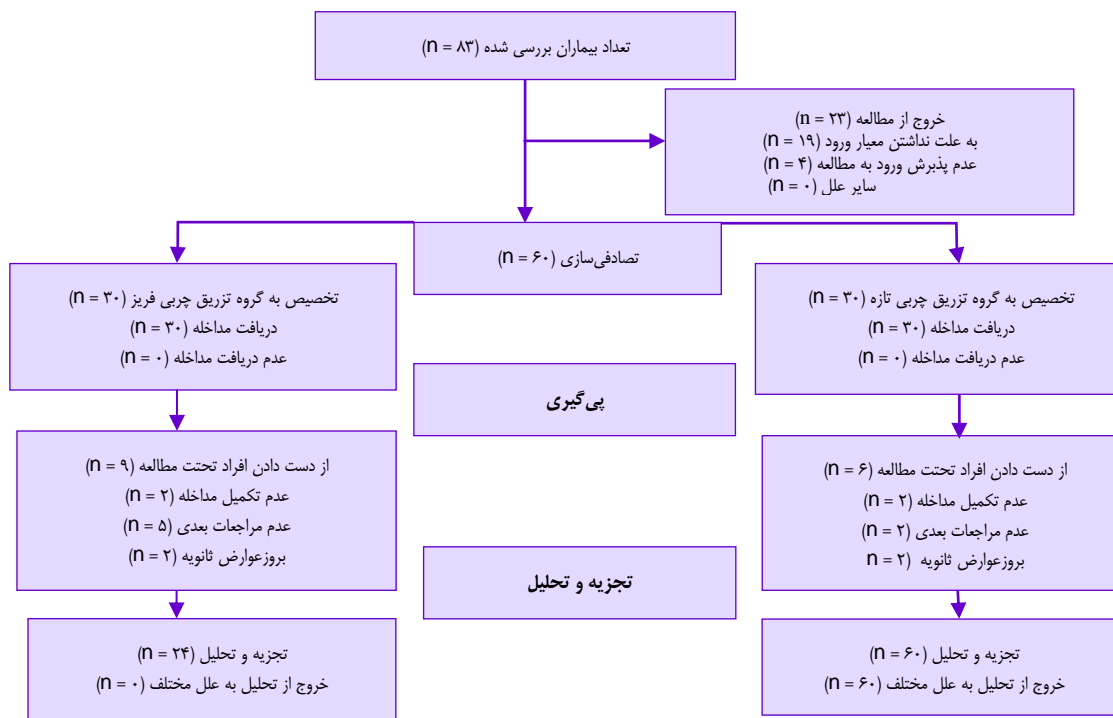 تعداد بیماران بررسی شده (n = ۸۳)
خروج از مطالعه (n = ۲۳)
به علت نداشتن معیار ورود (n = ۱۹)
عدم پذیرش ورود به مطالعه (n = ۴)
سایر علل (n = ۰)
تصادفی‌سازی (n = ۶۰)
تخصیص به گروه تزریق چربی تازه (n = ۳۰)
دریافت مداخله (n = ۳۰)
عدم دریافت مداخله (n = ۰)
تخصیص به گروه تزریق چربی فریز (n = ۳۰)
دریافت مداخله (n = ۳۰)
عدم دریافت مداخله (n = ۰)
پی‌گیری
از دست دادن افراد تحتت مطالعه (n = ۶)
عدم تکمیل مداخله (n = ۲)
عدم مراجعات بعدی (n = ۲)
بروزعوارض ثانویه (n = ۲
از دست دادن افراد تحتت مطالعه (n = ۹)
عدم تکمیل مداخله (n = ۲)
عدم مراجعات بعدی (n = ۵)
بروزعوارض ثانویه (n = ۲)
تجزیه و تحلیل
تجزیه و تحلیل (n = ۶۰)
خروج از تحلیل به علل مختلف (n = ۶۰)
تجزیه و تحلیل (n = ۲۴)
خروج از تحلیل به علل مختلف (n = ۰)